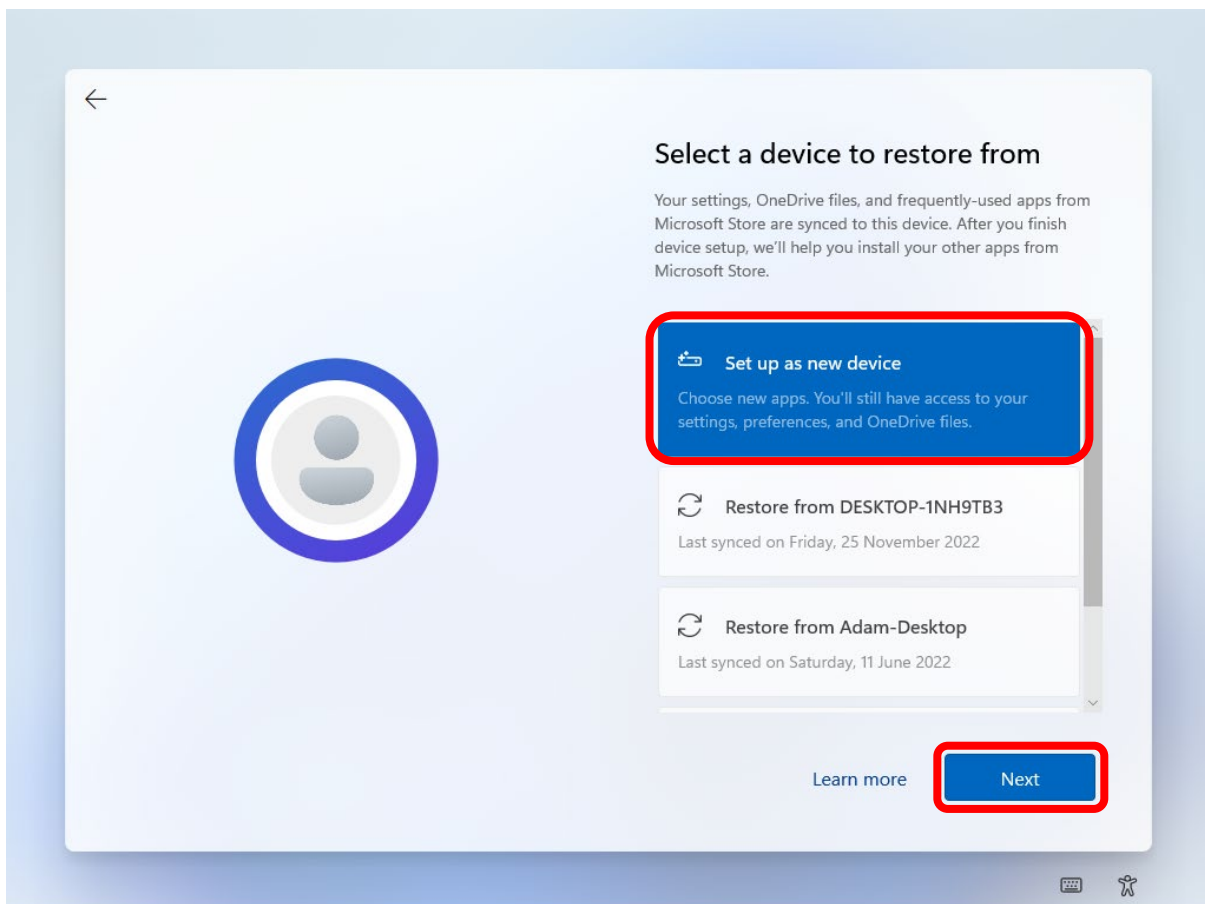 Select a device to restore from
Your settings, OneDrive files, and frequently-used apps from
Microsoft Store are synced to this device. After you finish
device setup, we'll help you install your other apps from
Microsoft Store.
Set up as new device
Choose new apps. You'll still have access to your
settings, preferences, and OneDrive files.
Restore from DESKTOP-1NH9TB3
Last synced on Friday, 25 November 2022
Restore from Adam-Desktop
Last synced on Saturday, 11 June 2022
Learn more
Next